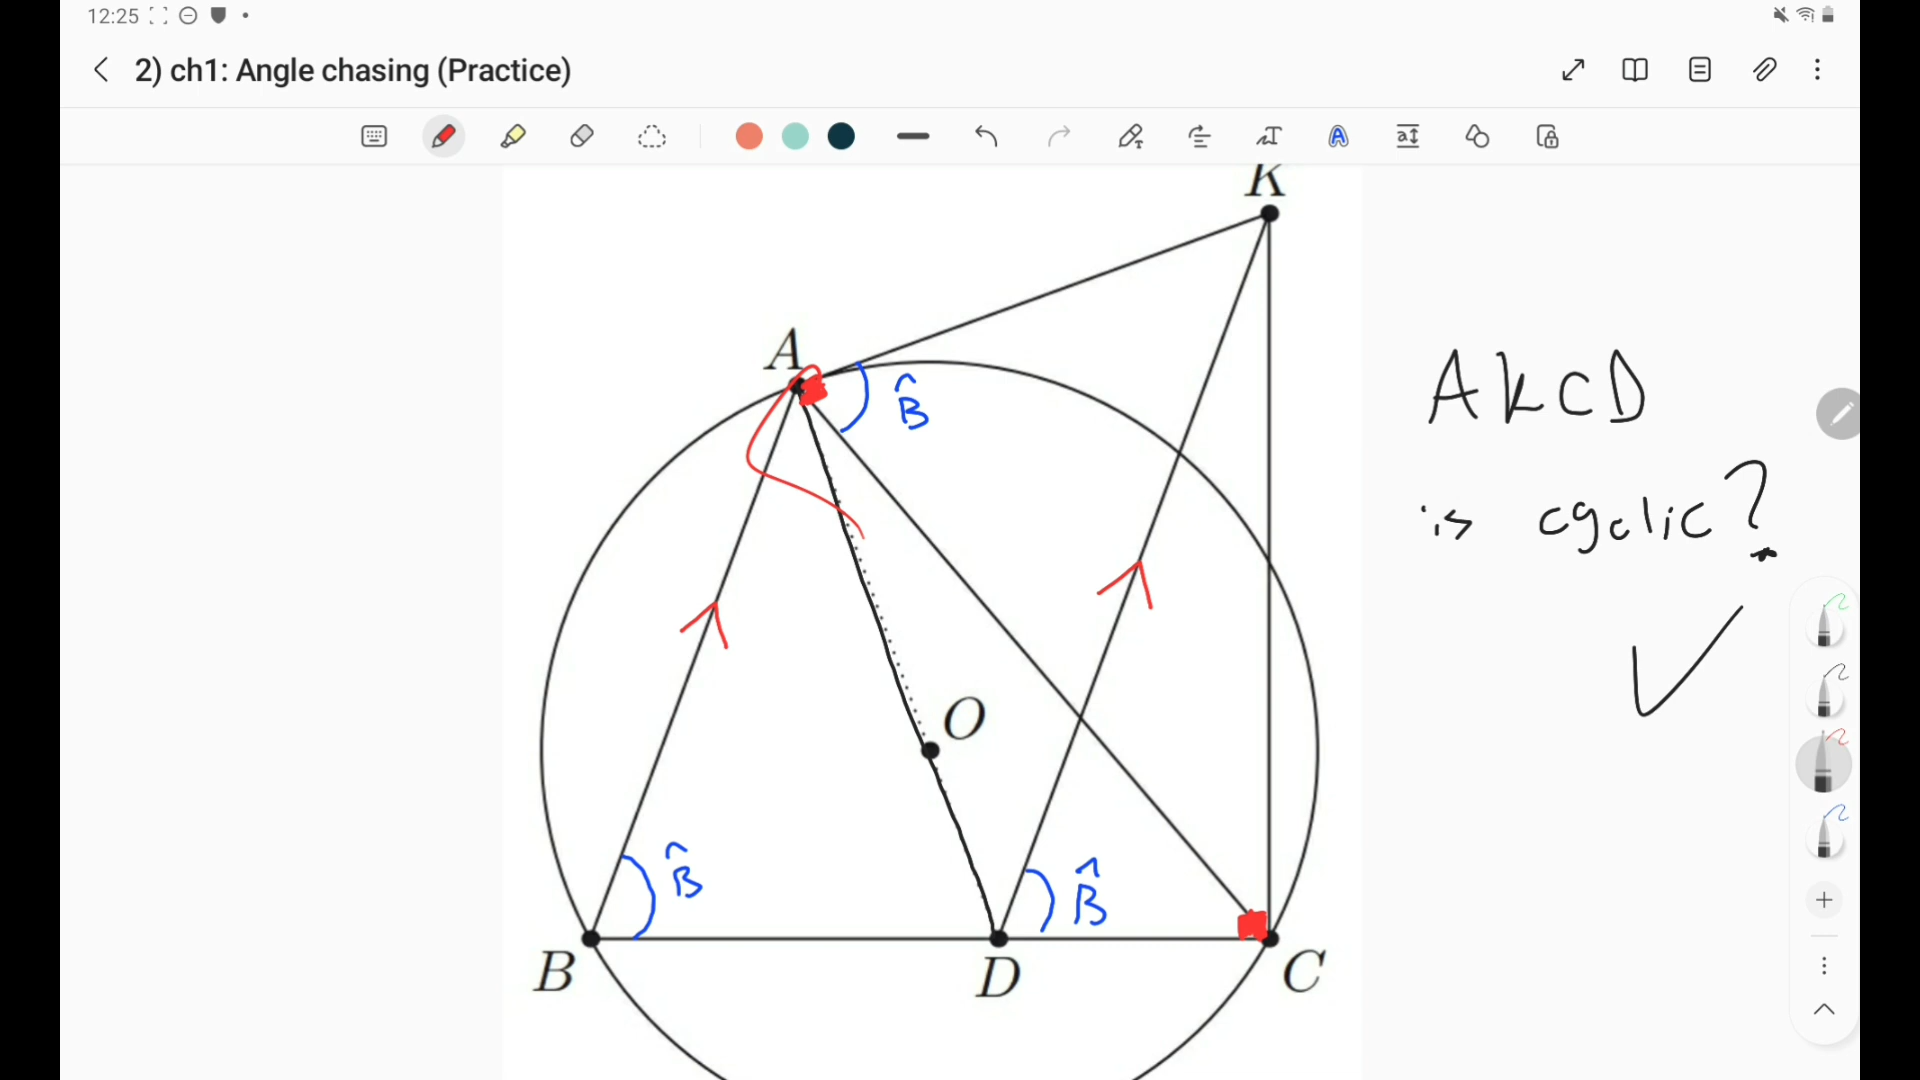 12:25
2) ch1: Angle chasing (Practice)
K
A
B̂
AKCD
is cyclic?
O
B̂
B̂
B
D
C